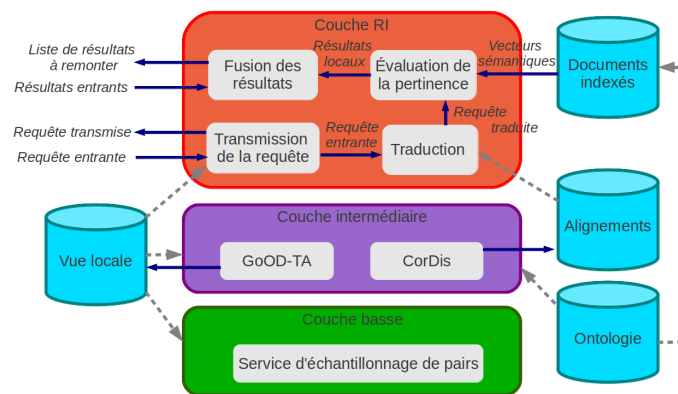 Couche RI
Liste de résultats
à remonter
Résultats entrants
Fusion des
résultats
Résultats
locaux
Évaluation de
la pertinence
Vecteurs
sémantiques
Documents
indexés
Requête transmise
Requête entrante
Transmission
de la requête
Requête
entrante
Traduction
Requête
traduite
Vue locale
Couche intermédiaire
GoOD-TA
CorDis
Alignements
Couche basse
Service d'échantillonnage de pairs
Ontologie